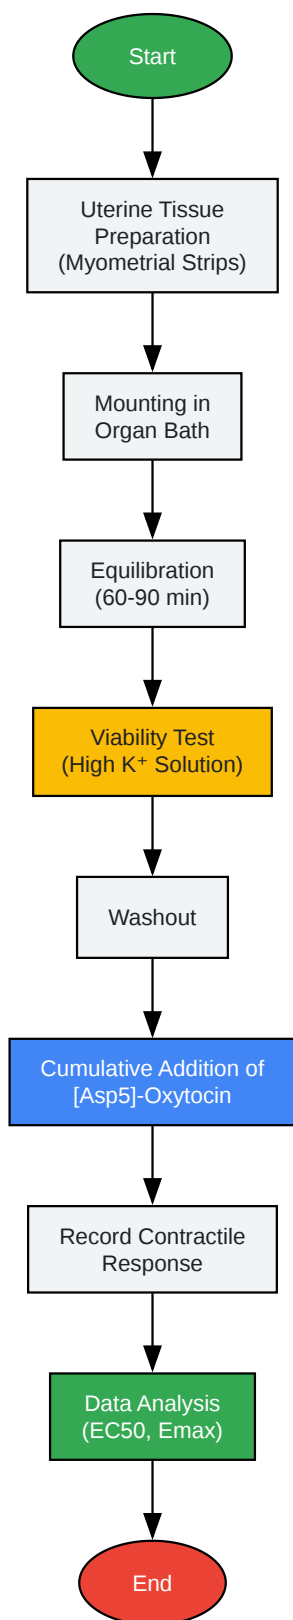 Start
Uterine Tissue
Preparation
(Myometrial Strips)
Mounting in
Organ Bath
Equilibration
(60-90 min)
Viability Test
(High K⁺ Solution)
Washout
Cumulative Addition of
[Asp5]-Oxytocin
Record Contractile
Response
Data Analysis
(EC50, Emax)
End